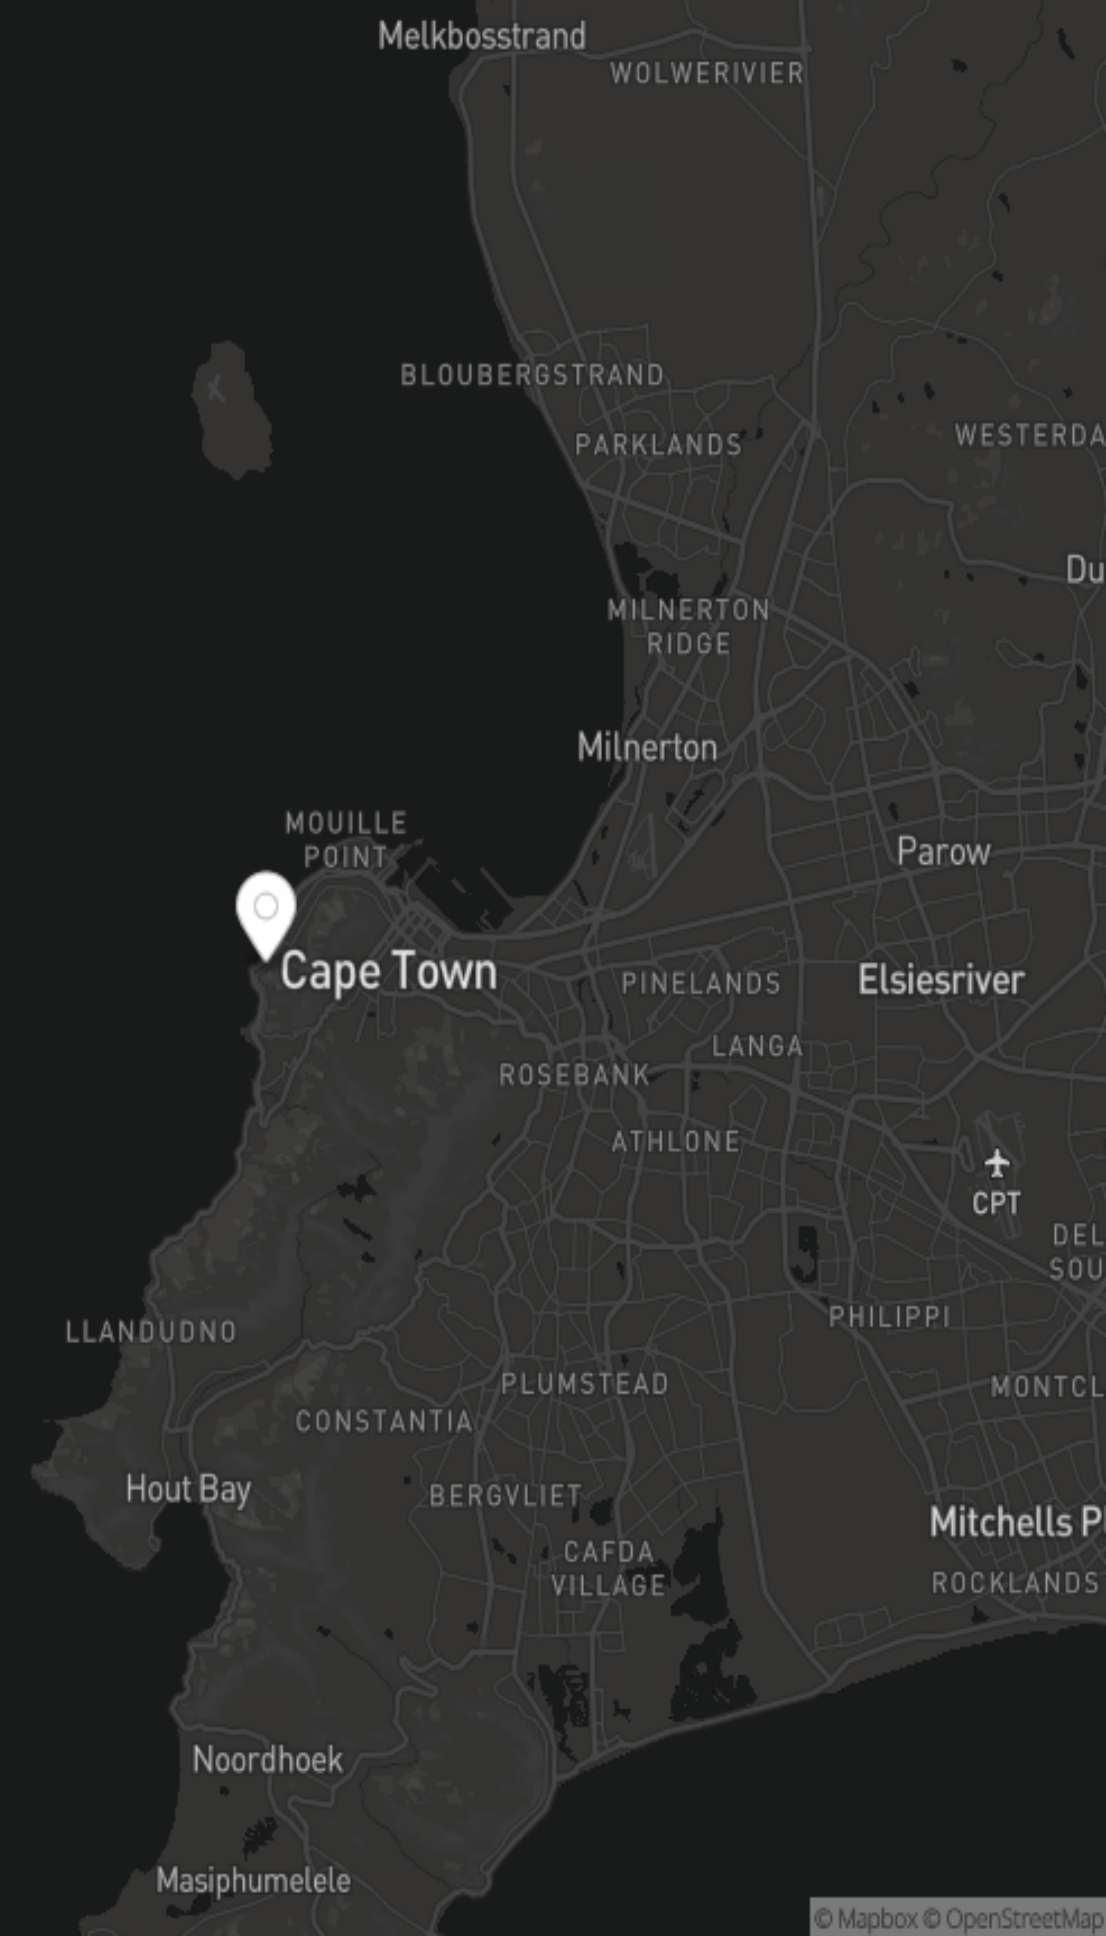 Melkbosstrand
WOLWERIVIER
BLOUBERGSTRAND
PARKLANDS
WESTERDA
Du
MILNERTON
RIDGE
Milnerton
MOUILLE
POINT
Parow
Cape Town
PINELANDS
Elsiesriver
LANGA
ROSEBANK
ATHLONE
CPT
DEL
SOU
PHILIPPI
LLANDUDNO
PLUMSTEAD
MONTCL
CONSTANTIA
Hout Bay
BERGVLIET
Mitchells Pl
CAFDA
VILLAGE
ROCKLANDS
Noordhoek
Masiphumelele
© Mapbox © OpenStreetMap